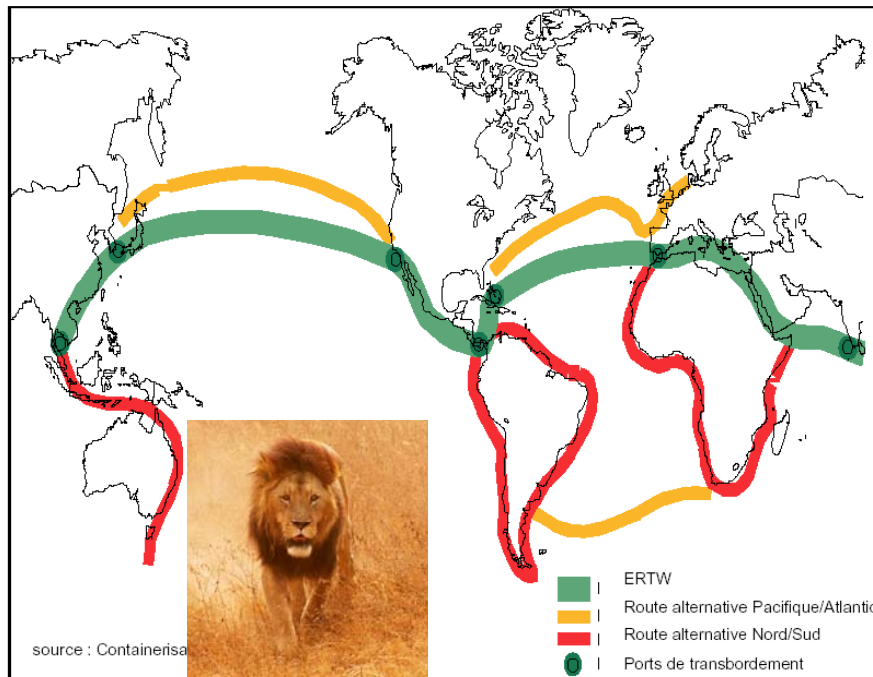 ERTW
Route alternative Pacifique/Atlantic
Route alternative Nord/Sud
Ports de transbordement
source : Containerisa